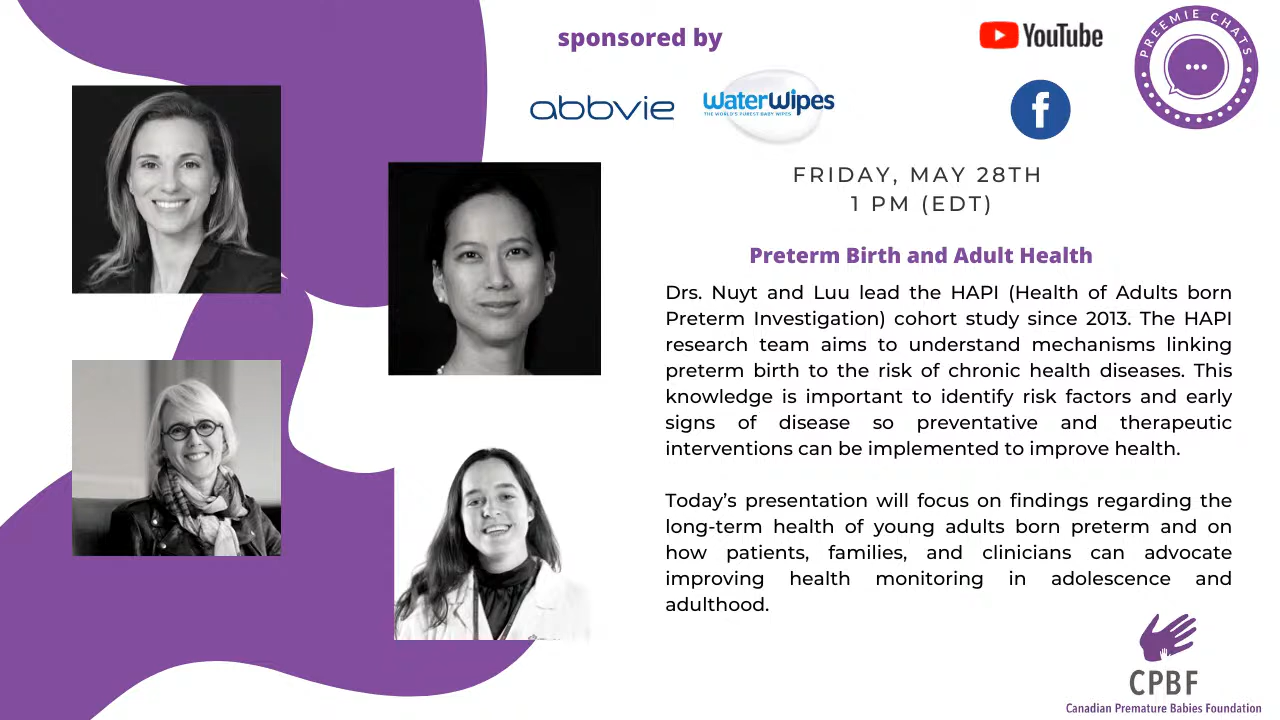 sponsored by
abbvie
WaterWipes
THE WORLD'S PUREST BABY WIPES
YouTube
PREEMIE CHATS
f
FRIDAY, MAY 28TH
1 PM (EDT)
Preterm Birth and Adult Health
Drs. Nuyt and Luu lead the HAPI (Health of Adults born
Preterm Investigation) cohort study since 2013. The HAPI
research team aims to understand mechanisms linking
preterm birth to the risk of chronic health diseases. This
knowledge is important to identify risk factors and early
signs of disease so preventative and therapeutic
interventions can be implemented to improve health.
Today’s presentation will focus on findings regarding the
long-term health of young adults born preterm and on
how patients, families, and clinicians can advocate
improving health monitoring in adolescence and
adulthood.
CPBF
Canadian Premature Babies Foundation